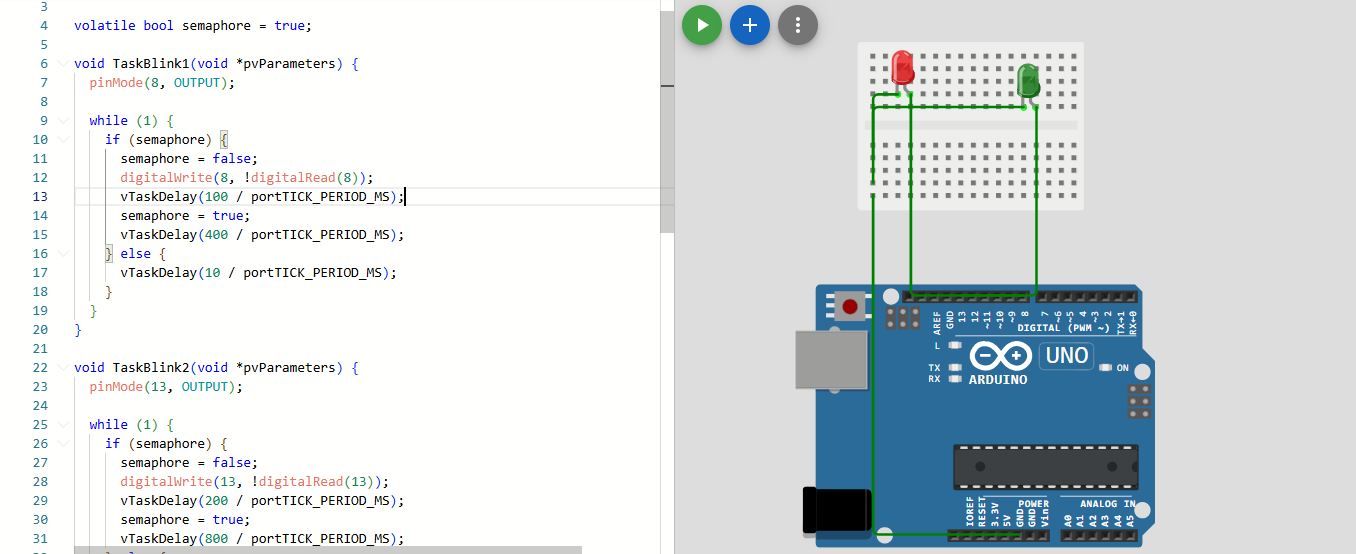 3
4 volatile bool semaphore = true;
5
6 void TaskBlink1(void *pvParameters) {
7 pinMode(8, OUTPUT);
8
9 while (1) {
10 if (semaphore) {
11 semaphore = false;
12 digitalWrite(8, !digitalRead(8));
13 vTaskDelay(100 / portTICK_PERIOD_MS);
14 semaphore = true;
15 vTaskDelay(400 / portTICK_PERIOD_MS);
16 } else {
17 vTaskDelay(10 / portTICK_PERIOD_MS);
18 }
19 }
20 }
21
22 void TaskBlink2(void *pvParameters) {
23 pinMode(13, OUTPUT);
24
25 while (1) {
26 if (semaphore) {
27 semaphore = false;
28 digitalWrite(13, !digitalRead(13));
29 vTaskDelay(200 / portTICK_PERIOD_MS);
30 semaphore = true;
31 vTaskDelay(800 / portTICK_PERIOD_MS);
AREF
GND
13
12
~11
~10
~9
8
7
~6
~5
4
~3
2
TX→1
RX←0
DIGITAL (PWM ~)
L
TX
RX
UNO
ON
ARDUINO
IOREF
RESET
3.3V
5V
GND
GND
Vin
POWER
ANALOG IN
A0
A1
A2
A3
A4
A5